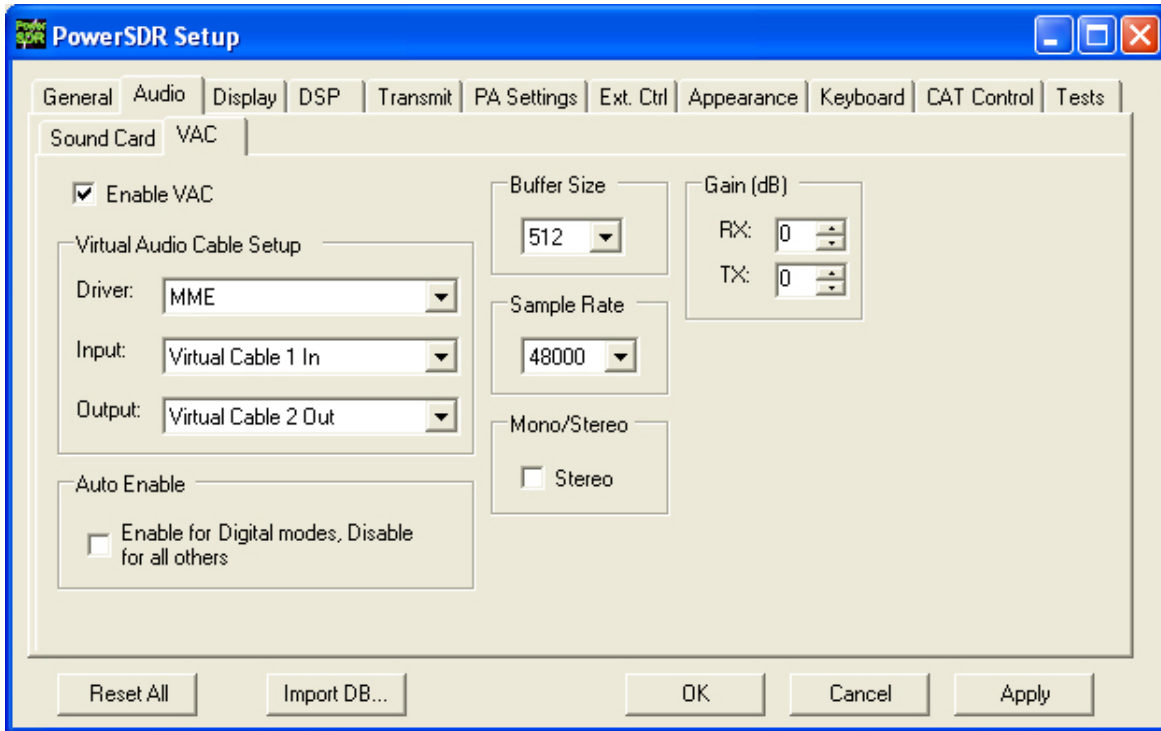 Power SDR PowerSDR Setup
General Audio Display DSP Transmit PA Settings Ext. Ctrl Appearance Keyboard CAT Control Tests
Sound Card VAC
Enable VAC
Virtual Audio Cable Setup
Driver: MME
Input: Virtual Cable 1 In
Output: Virtual Cable 2 Out
Auto Enable
Enable for Digital modes, Disable
for all others
Buffer Size
512
Sample Rate
48000
Mono/Stereo
Stereo
Gain (dB)
RX: 0
TX: 0
Reset All Import DB... OK Cancel Apply